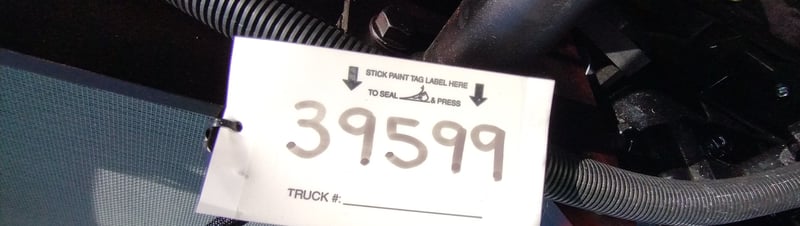 STICK PAINT TAG LABEL HERE
TO SEAL & PRESS
39599
TRUCK #: